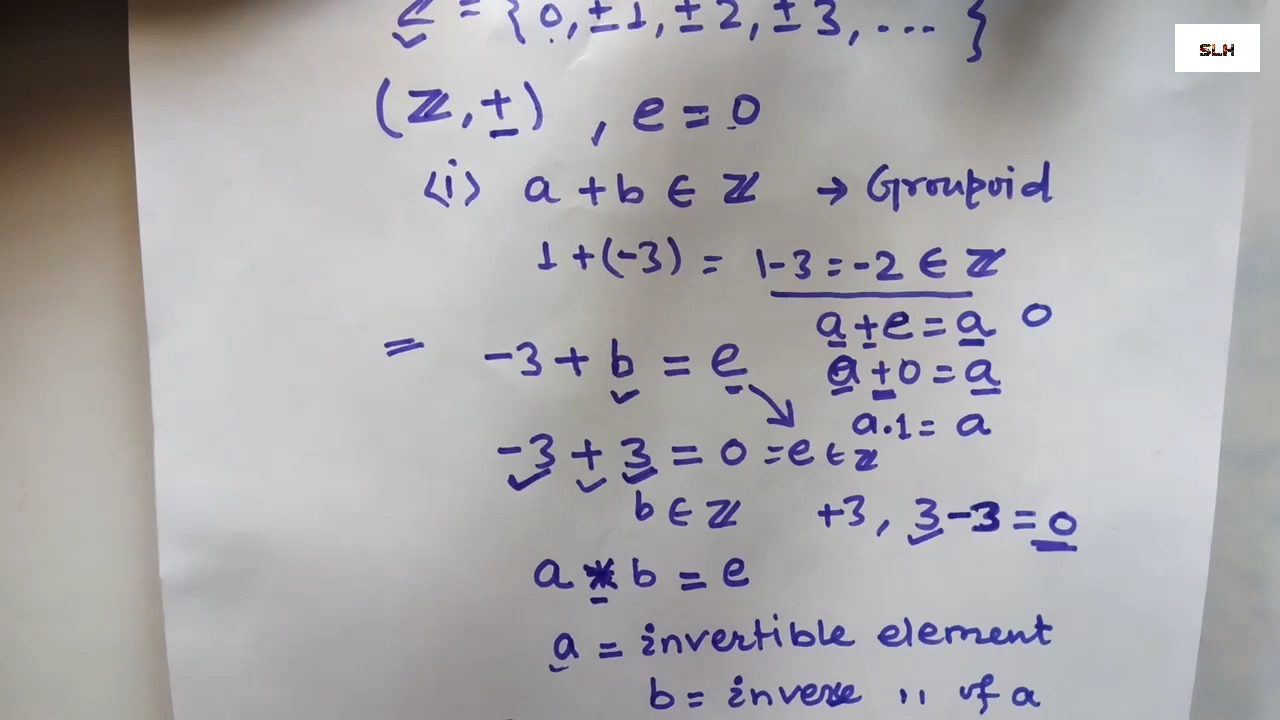 ℤ = {0, ±1, ±2, ±3, ... }
SLH
(ℤ, +) , e = 0
<i> a + b ∈ ℤ → Groupoid
1 + (-3) = 1-3 = -2 ∈ ℤ
a + e = a 0
= -3 + b = e a + 0 = a
a.1 = a
-3 + 3 = 0 = e ∈ ℤ
b ∈ ℤ +3, 3-3 = 0
a * b = e
a = invertible element
b = inverse ,, of a